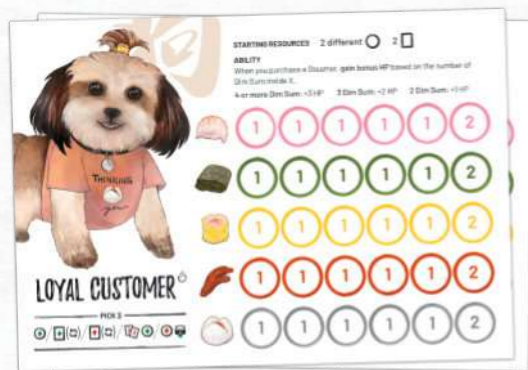 狗
STARTING RESOURCES 2 different 2
ABILITY
When you purchase a Steamer, gain bonus HP based on the number of
Dim Sum inside it.
4 or more Dim Sum: +3 HP 3 Dim Sum: +2 HP 2 Dim Sum: +1 HP
1 1 1 1 1 2
THINKING
1 1 1 1 1 2
you
1 1 1 1 1 2
LOYAL CUSTOMER
1 1 1 1 1 2
PICK 2
1 1 1 1 1 2